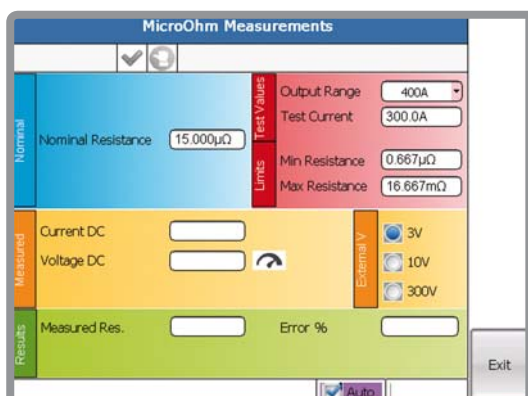 MicroOhm Measurements
Nominal
Nominal Resistance 15.000µΩ
Test Values
Output Range 400A
Test Current 300.0A
Limits
Min Resistance 0.667µΩ
Max Resistance 16.667mΩ
Measured
Current DC
Voltage DC
External V
3V
10V
300V
Results
Measured Res.
Error %
Auto
Exit